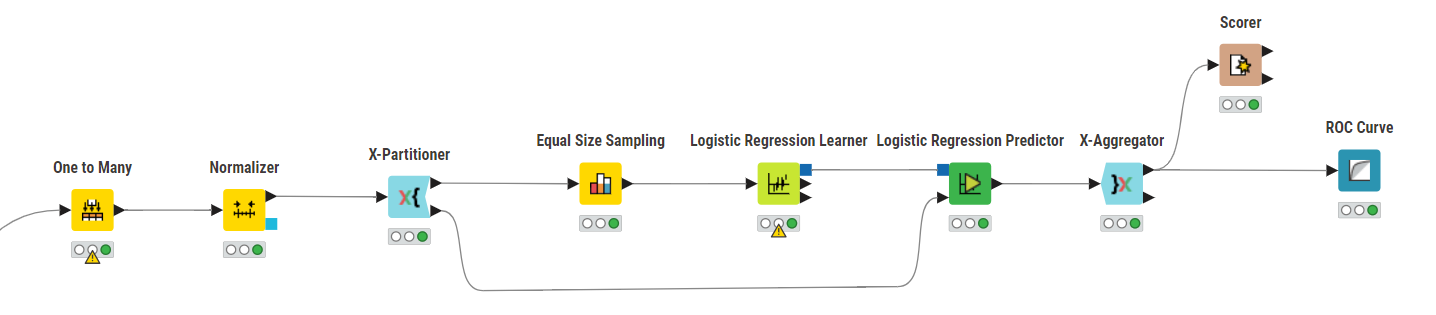 Scorer
ROC Curve
Equal Size Sampling
Logistic Regression Learner
Logistic Regression Predictor
X-Aggregator
X-Partitioner
One to Many
Normalizer